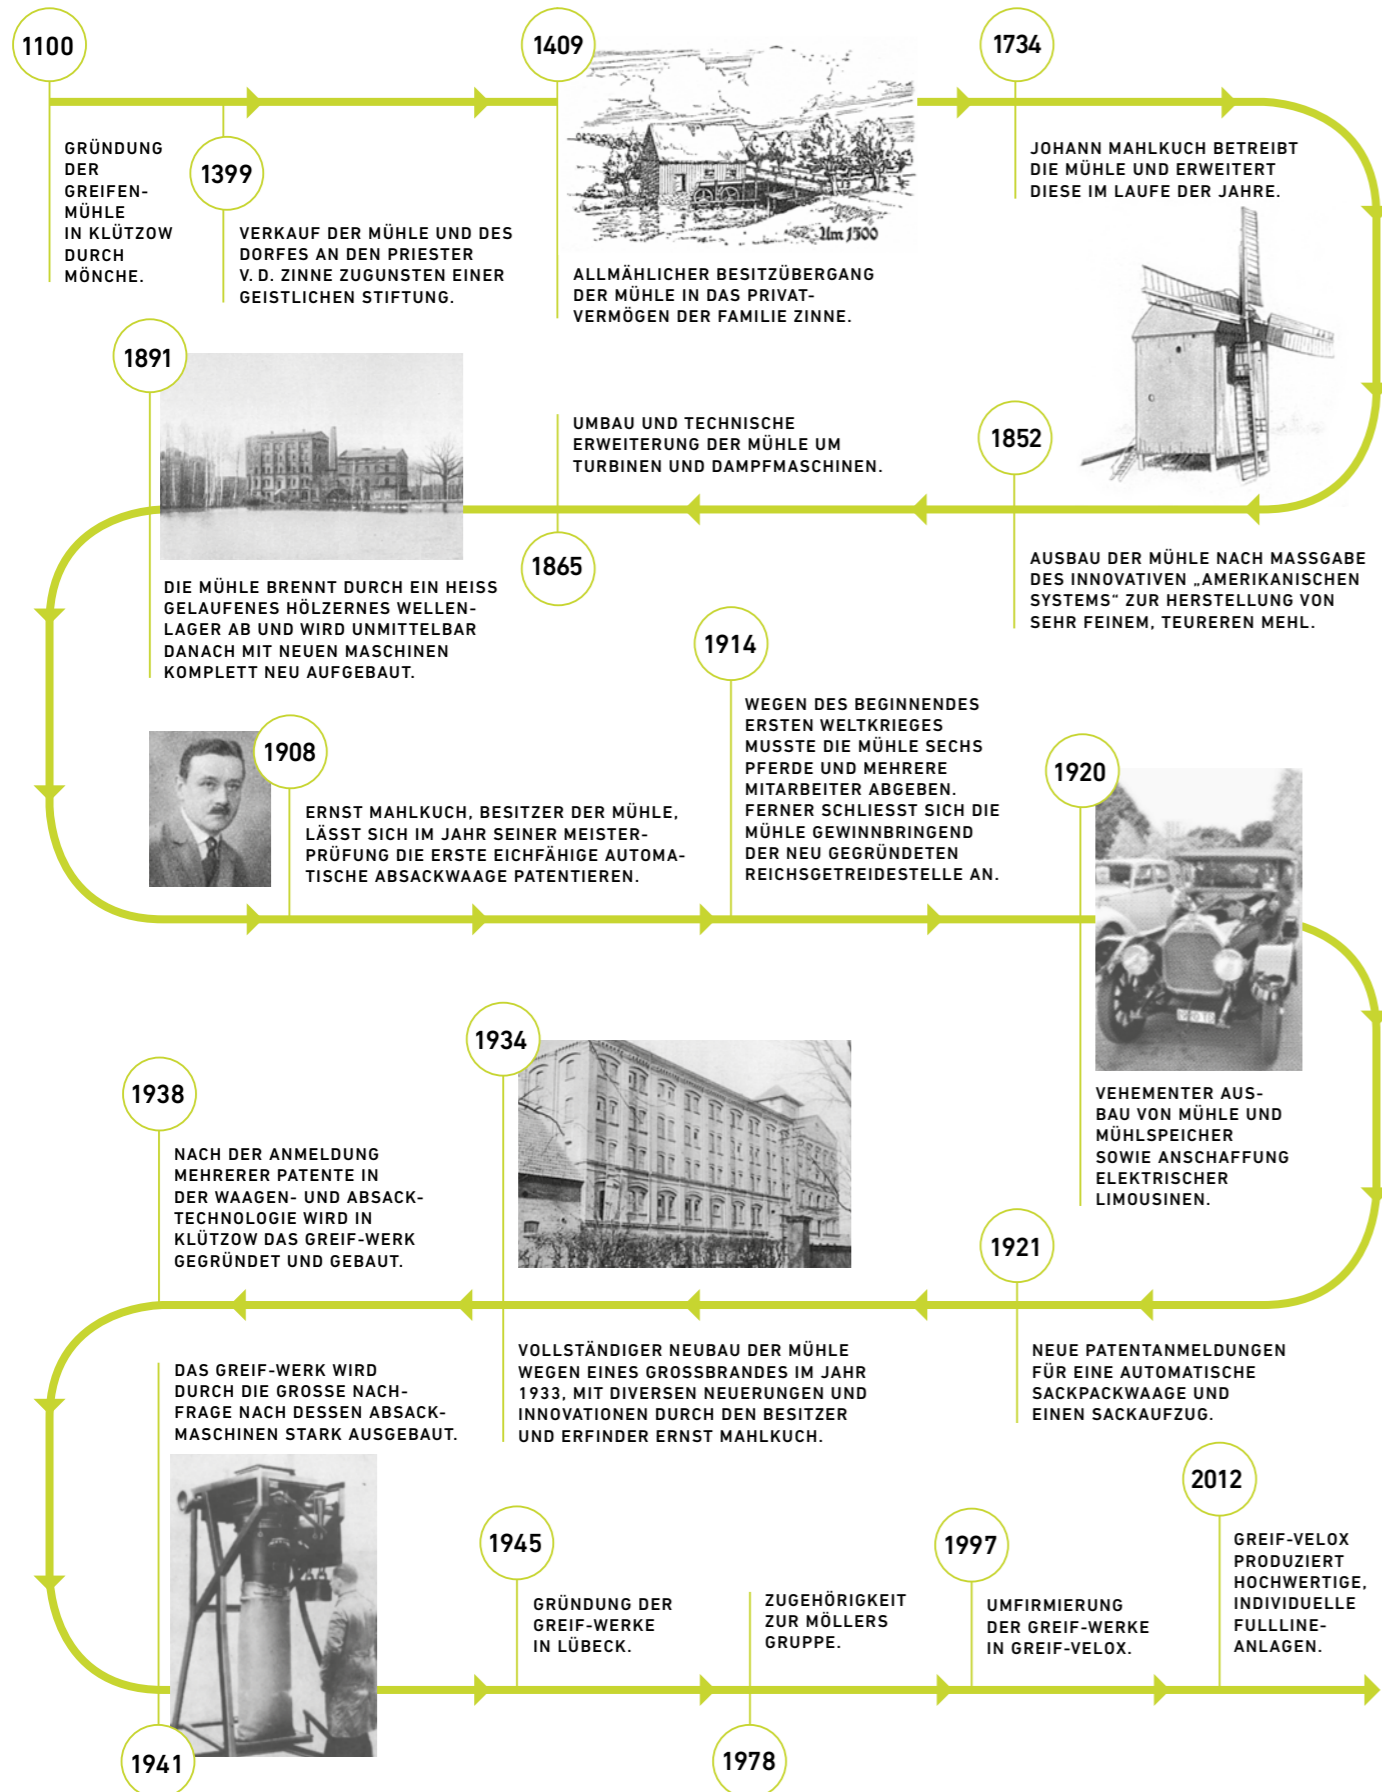 1100
GRÜNDUNG
DER
GREIFEN-
MÜHLE
IN KLÜTZOW
DURCH
MÖNCHE.
1399
VERKAUF DER MÜHLE UND DES
DORFES AN DEN PRIESTER
V. D. ZINNE ZUGUNSTEN EINER
GEISTLICHEN STIFTUNG.
1409
Um 1300
ALLMÄHLICHER BESITZÜBERGANG
DER MÜHLE IN DAS PRIVAT-
VERMÖGEN DER FAMILIE ZINNE.
1734
JOHANN MAHLKUCH BETREIBT
DIE MÜHLE UND ERWEITERT
DIESE IM LAUFE DER JAHRE.
1852
AUSBAU DER MÜHLE NACH MASSGABE
DES INNOVATIVEN „AMERIKANISCHEN
SYSTEMS“ ZUR HERSTELLUNG VON
SEHR FEINEM, TEUREREN MEHL.
UMBAU UND TECHNISCHE
ERWEITERUNG DER MÜHLE UM
TURBINEN UND DAMPFMASCHINEN.
1865
1891
DIE MÜHLE BRENNT DURCH EIN HEISS
GELAUFENES HÖLZERNES WELLEN-
LAGER AB UND WIRD UNMITTELBAR
DANACH MIT NEUEN MASCHINEN
KOMPLETT NEU AUFGEBAUT.
1908
ERNST MAHLKUCH, BESITZER DER MÜHLE,
LÄSST SICH IM JAHR SEINER MEISTER-
PRÜFUNG DIE ERSTE EICHFÄHIGE AUTOMA-
TISCHE ABSACKWAAGE PATENTIEREN.
1914
WEGEN DES BEGINNENDES
ERSTEN WELTKRIEGES
MUSSTE DIE MÜHLE SECHS
PFERDE UND MEHRERE
MITARBEITER ABGEBEN.
FERNER SCHLIESST SICH DIE
MÜHLE GEWINNBRINGEND
DER NEU GEGRÜNDETEN
REICHSGETREIDESTELLE AN.
1920
VEHEMENTER AUS-
BAU VON MÜHLE UND
MÜHLSPEICHER
SOWIE ANSCHAFFUNG
ELEKTRISCHER
LIMOUSINEN.
1921
NEUE PATENTANMELDUNGEN
FÜR EINE AUTOMATISCHE
SACKPACKWAAGE UND
EINEN SACKAUFZUG.
1934
VOLLSTÄNDIGER NEUBAU DER MÜHLE
WEGEN EINES GROSSBRANDES IM JAHR
1933, MIT DIVERSEN NEUERUNGEN UND
INNOVATIONEN DURCH DEN BESITZER
UND ERFINDER ERNST MAHLKUCH.
1938
NACH DER ANMELDUNG
MEHRERER PATENTE IN
DER WAAGEN- UND ABSACK-
TECHNOLOGIE WIRD IN
KLÜTZOW DAS GREIF-WERK
GEGRÜNDET UND GEBAUT.
DAS GREIF-WERK WIRD
DURCH DIE GROSSE NACH-
FRAGE NACH DESSEN ABSACK-
MASCHINEN STARK AUSGEBAUT.
1941
1945
GRÜNDUNG DER
GREIF-WERKE
IN LÜBECK.
ZUGEHÖRIGKEIT
ZUR MÖLLERS
GRUPPE.
1978
1997
UMFIRMIERUNG
DER GREIF-WERKE
IN GREIF-VELOX.
2012
GREIF-VELOX
PRODUZIERT
HOCHWERTIGE,
INDIVIDUELLE
FULLLINE-
ANLAGEN.